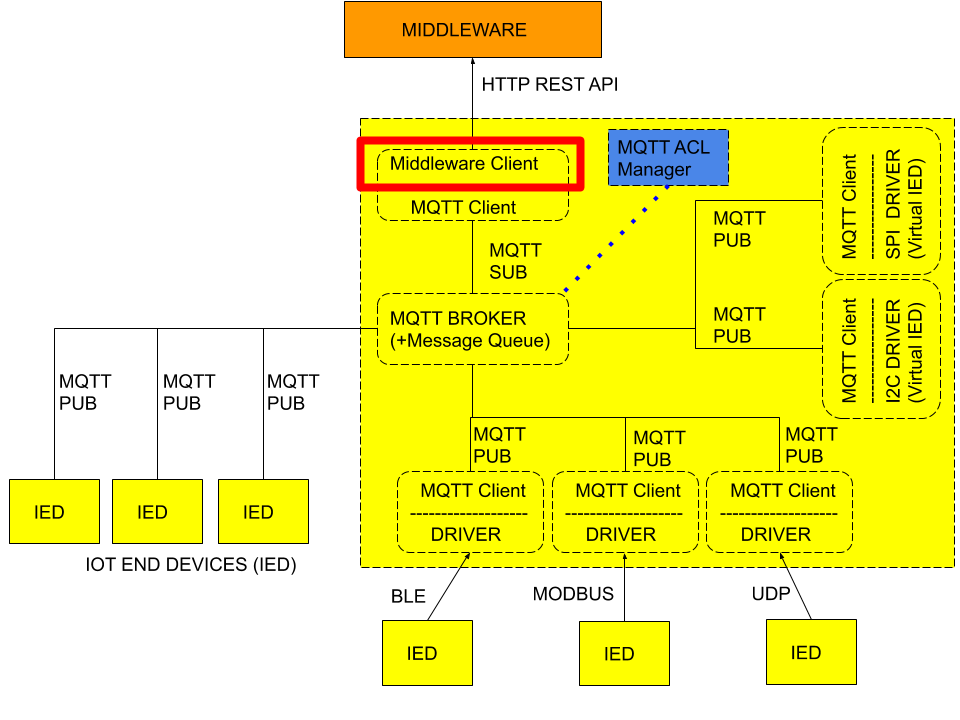 MIDDLEWARE
HTTP REST API
Middleware Client
MQTT Client
MQTT ACL
Manager
MQTT
SUB
MQTT BROKER
(+Message Queue)
MQTT
PUB
MQTT Client
SPI DRIVER
(Virtual IED)
MQTT
PUB
MQTT Client
I2C DRIVER
(Virtual IED)
MQTT
PUB
MQTT
PUB
MQTT
PUB
IED
IED
IED
IOT END DEVICES (IED)
MQTT
PUB
MQTT
PUB
MQTT
PUB
MQTT Client
-------------------
DRIVER
MQTT Client
-------------------
DRIVER
MQTT Client
-------------------
DRIVER
BLE
MODBUS
UDP
IED
IED
IED